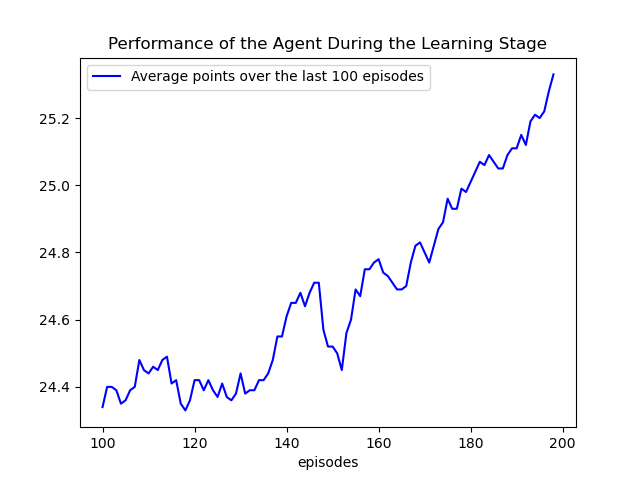 Performance of the Agent During the Learning Stage
Average points over the last 100 episodes
25.2
25.0
24.8
24.6
24.4
100 120 140 160 180 200
episodes